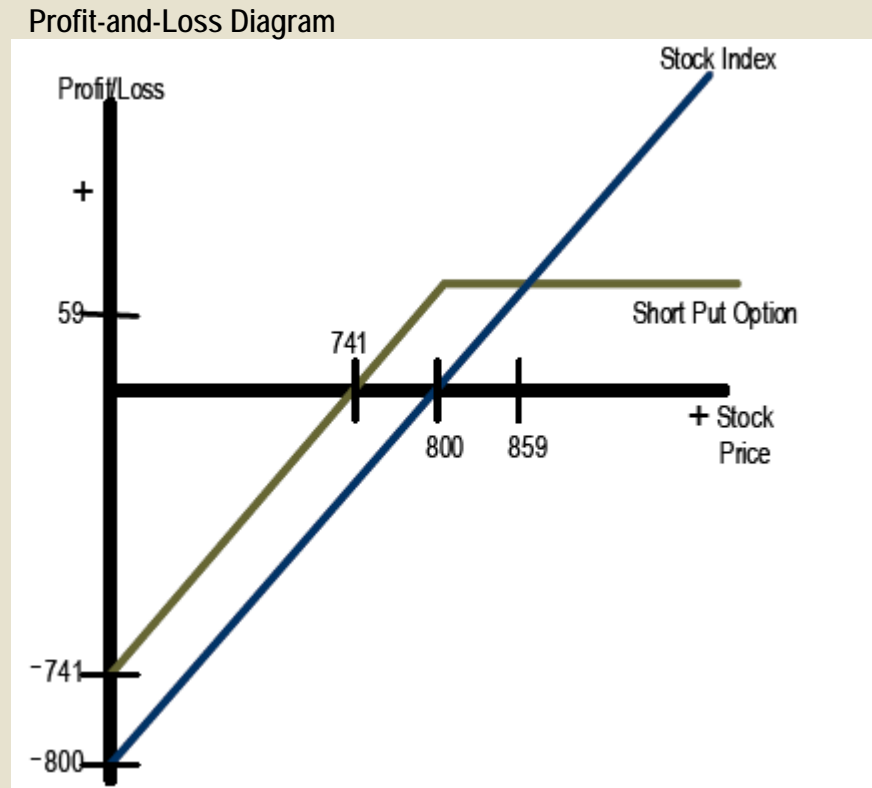 Profit-and-Loss Diagram
Stock Index
Profit/Loss
+
59
Short Put Option
741
+ Stock
Price
800
859
-741
-800